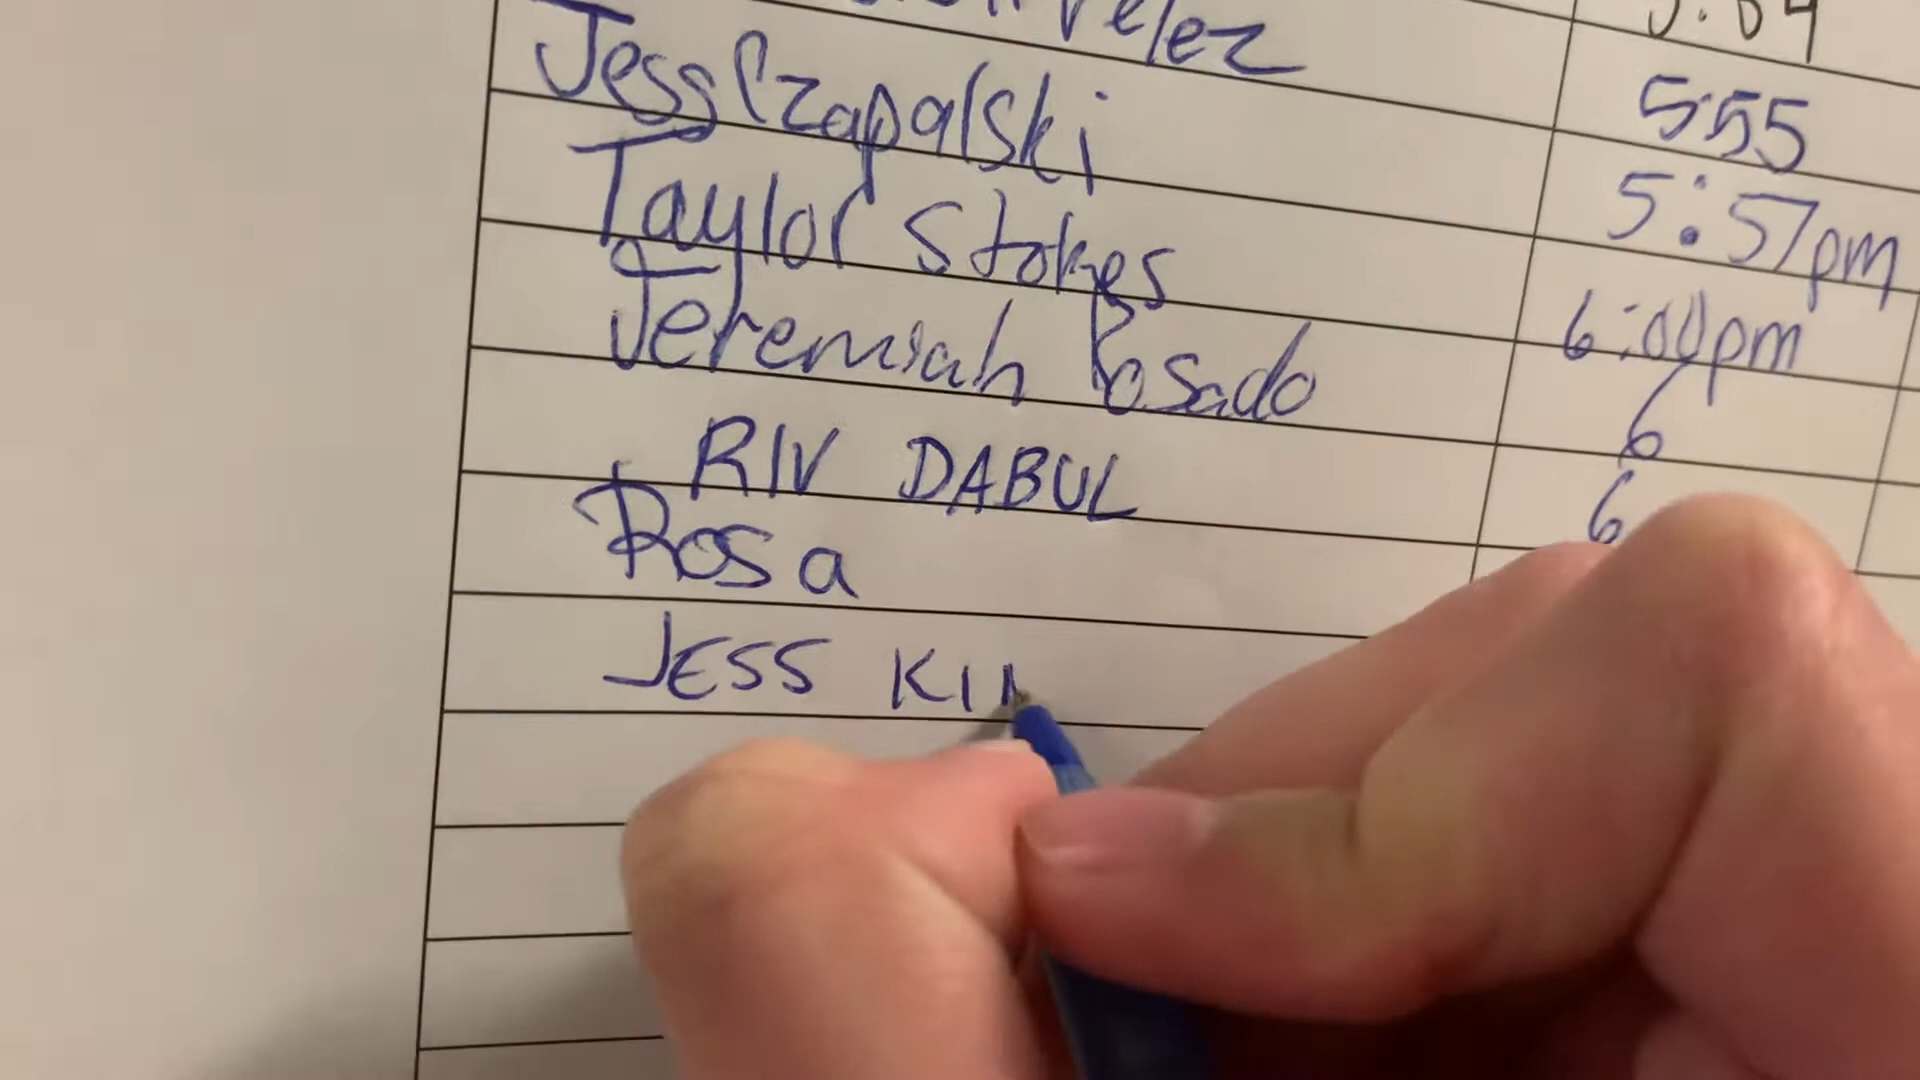 Velez
Jess Czapalski 5:55
Taylor Stokes 5:57pm
Jeremiah Posado 6:00pm
RIV DABUL 6
Rosa 6
JESS KI